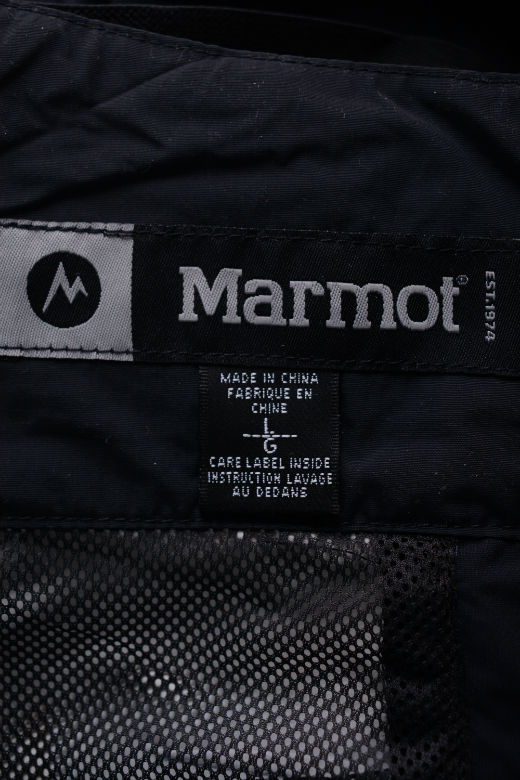 Marmot®
EST.1974
MADE IN CHINA
FABRIQUE EN
CHINE
L
G
CARE LABEL INSIDE
INSTRUCTION LAVAGE
AU DEDANS